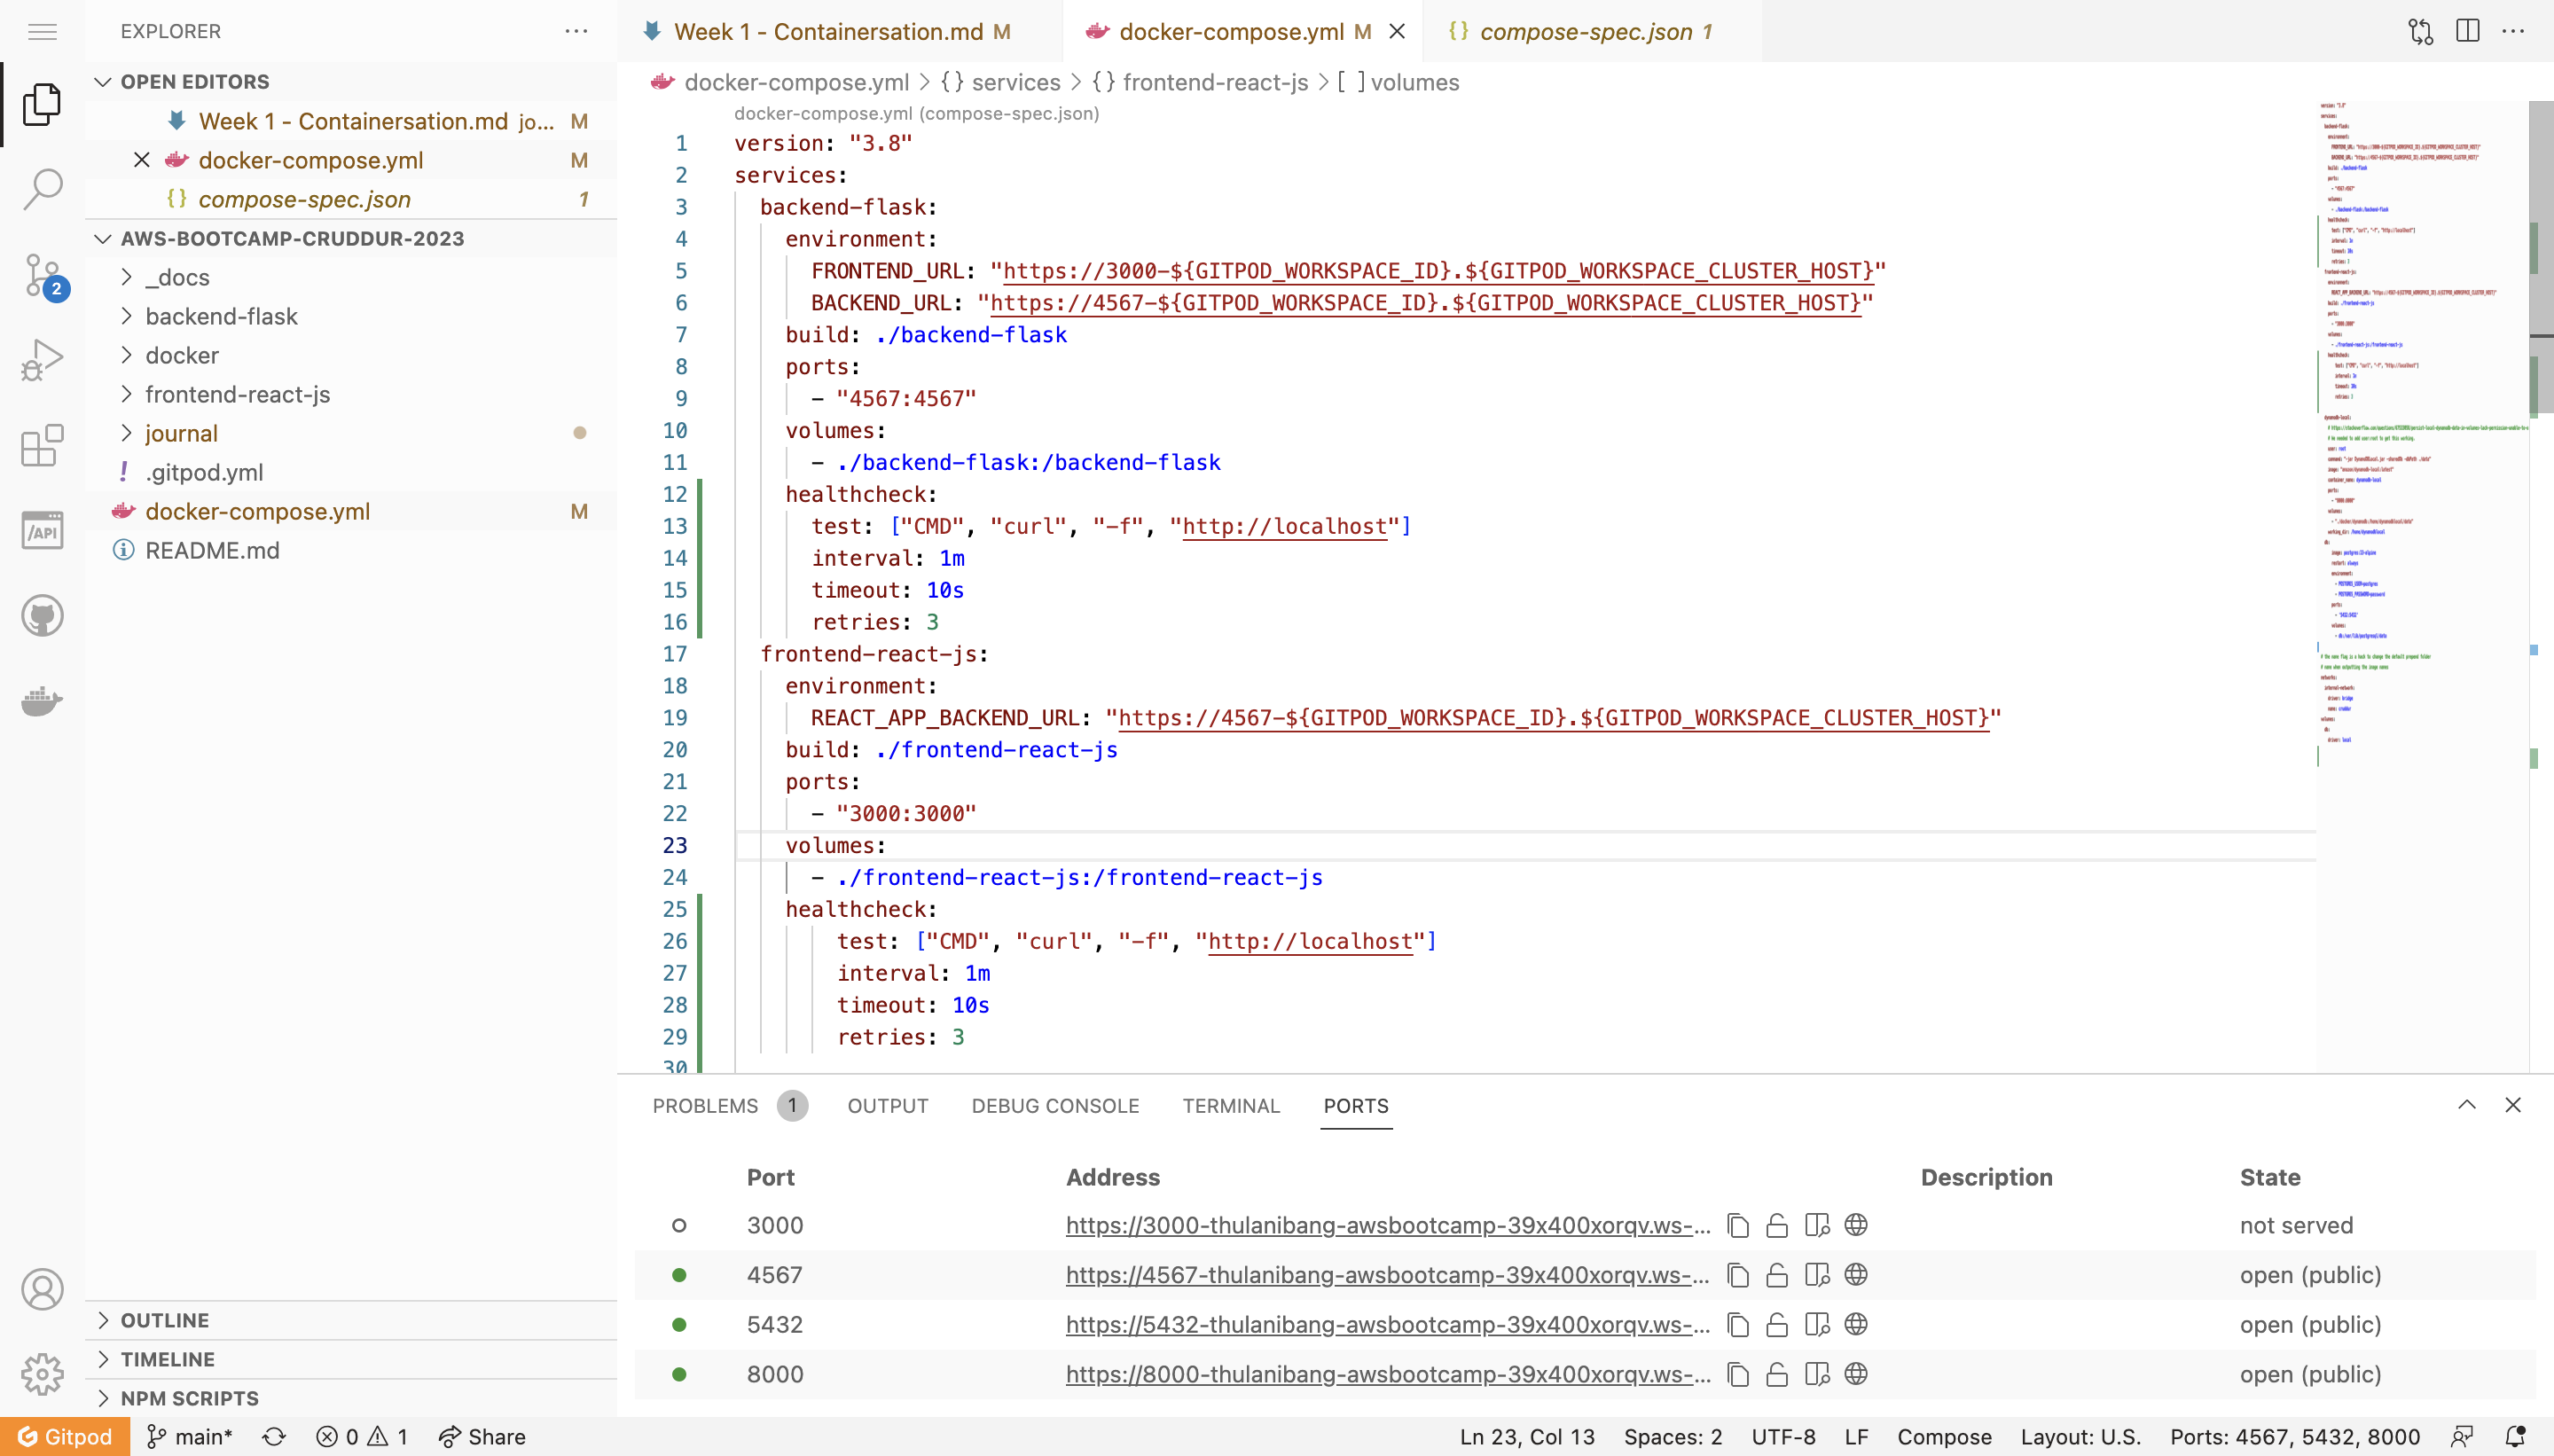 EXPLORER
OPEN EDITORS
Week 1 - Containersation.md jo... M
docker-compose.yml M
compose-spec.json 1
AWS-BOOTCAMP-CRUDDUR-2023
_docs
backend-flask
docker
frontend-react-js
journal
.gitpod.yml
docker-compose.yml M
README.md
2
/API
OUTLINE
TIMELINE
NPM SCRIPTS
Week 1 - Containersation.md M
docker-compose.yml M
compose-spec.json 1
docker-compose.yml > {} services > {} frontend-react-js > [ ] volumes
docker-compose.yml (compose-spec.json)
1 version: "3.8"
2 services:
3 backend-flask:
4 environment:
5 FRONTEND_URL: "https://3000-${GITPOD_WORKSPACE_ID}.${GITPOD_WORKSPACE_CLUSTER_HOST}"
6 BACKEND_URL: "https://4567-${GITPOD_WORKSPACE_ID}.${GITPOD_WORKSPACE_CLUSTER_HOST}"
7 build: ./backend-flask
8 ports:
9 - "4567:4567"
10 volumes:
11 - ./backend-flask:/backend-flask
12 healthcheck:
13 test: ["CMD", "curl", "-f", "http://localhost"]
14 interval: 1m
15 timeout: 10s
16 retries: 3
17 frontend-react-js:
18 environment:
19 REACT_APP_BACKEND_URL: "https://4567-${GITPOD_WORKSPACE_ID}.${GITPOD_WORKSPACE_CLUSTER_HOST}"
20 build: ./frontend-react-js
21 ports:
22 - "3000:3000"
23 volumes:
24 - ./frontend-react-js:/frontend-react-js
25 healthcheck:
26 test: ["CMD", "curl", "-f", "http://localhost"]
27 interval: 1m
28 timeout: 10s
29 retries: 3
30
PROBLEMS 1 OUTPUT DEBUG CONSOLE TERMINAL PORTS
Port Address Description State
3000 https://3000-thulanibang-awsbootcamp-39x400xorqv.ws-... not served
4567 https://4567-thulanibang-awsbootcamp-39x400xorqv.ws-... open (public)
5432 https://5432-thulanibang-awsbootcamp-39x400xorqv.ws-... open (public)
8000 https://8000-thulanibang-awsbootcamp-39x400xorqv.ws-... open (public)
Gitpod main* 0 1 Share Ln 23, Col 13 Spaces: 2 UTF-8 LF Compose Layout: U.S. Ports: 4567, 5432, 8000